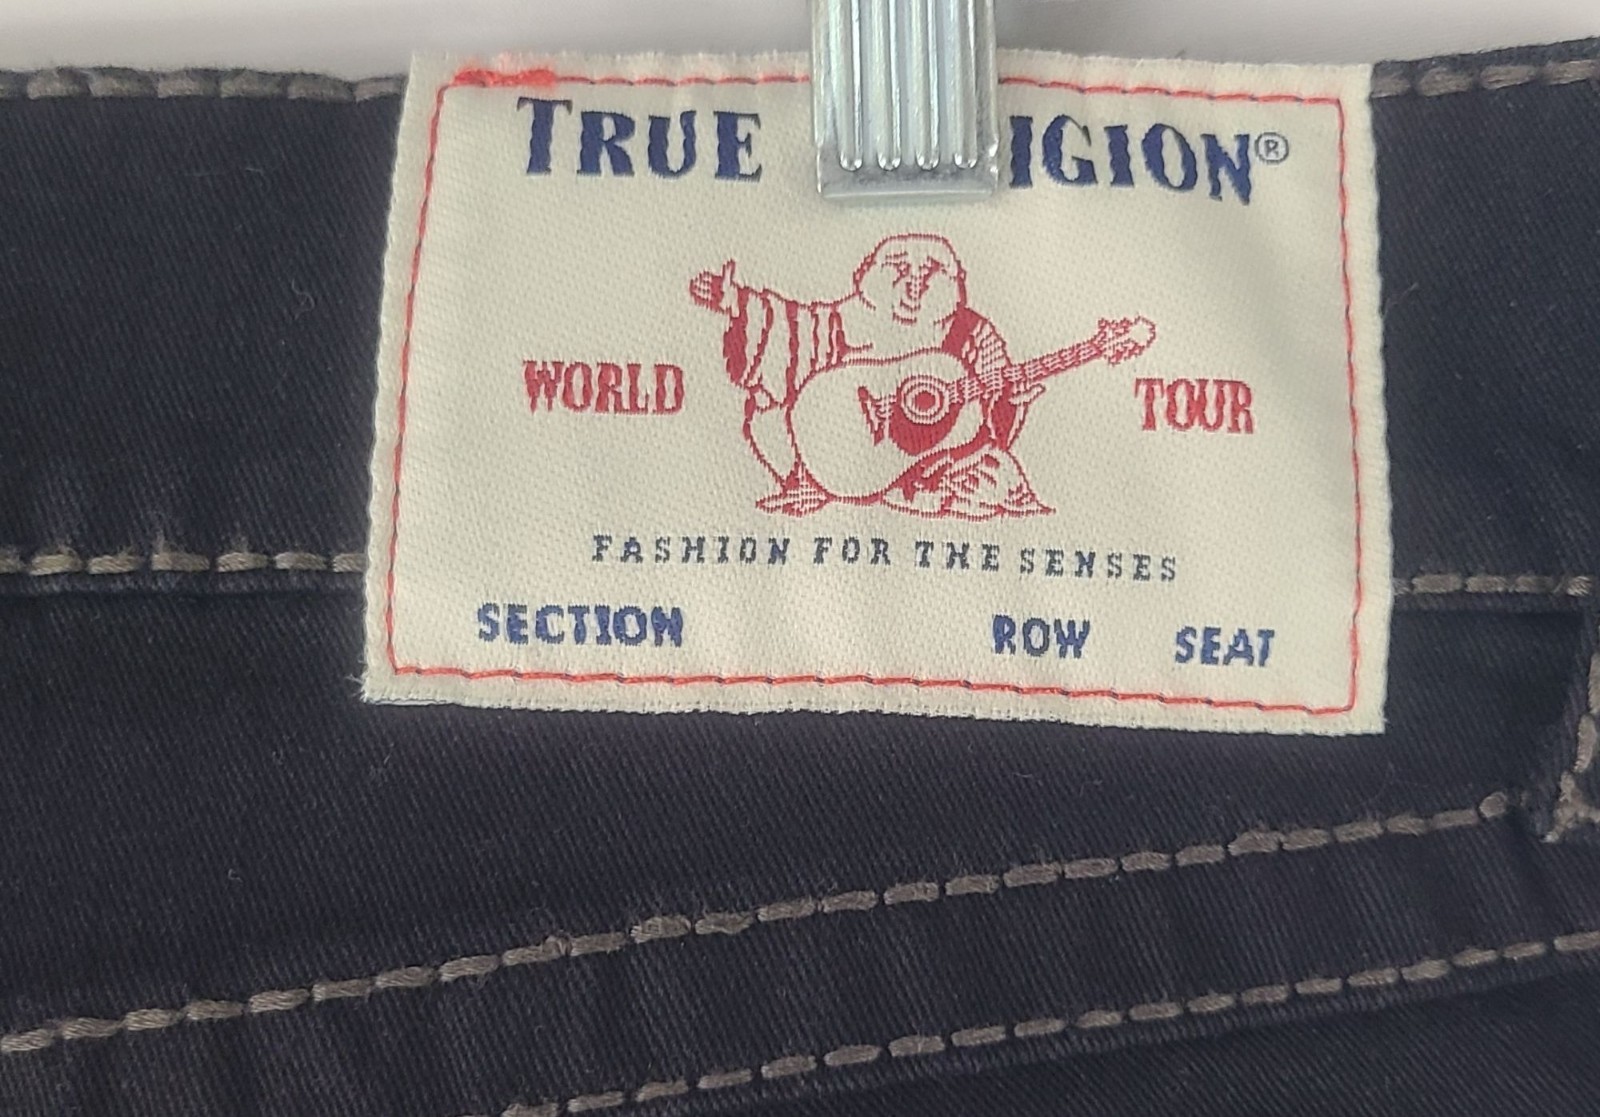 TRUE IGION®
WORLD TOUR
FASHION FOR THE SENSES
SECTION ROW SEAT